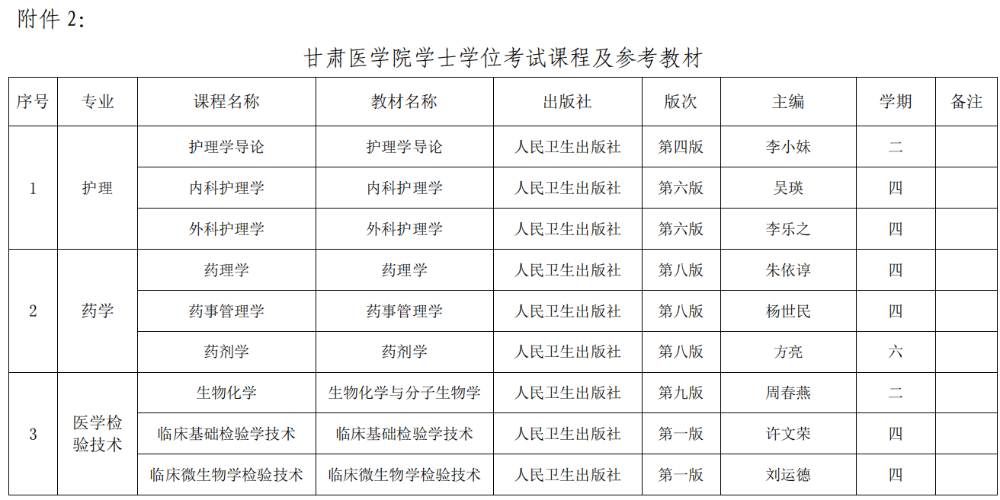 附件 2：
甘肃医学院学士学位考试课程及参考教材
序号 专业 课程名称 教材名称 出版社 版次 主编 学期 备注
1 护理 护理学导论 护理学导论 人民卫生出版社 第四版 李小妹 二
内科护理学 内科护理学 人民卫生出版社 第六版 吴瑛 四
外科护理学 外科护理学 人民卫生出版社 第六版 李乐之 四
2 药学 药理学 药理学 人民卫生出版社 第八版 朱依谆 四
药事管理学 药事管理学 人民卫生出版社 第八版 杨世民 四
药剂学 药剂学 人民卫生出版社 第八版 方亮 六
3 医学检验技术 生物化学 生物化学与分子生物学 人民卫生出版社 第九版 周春燕 二
临床基础检验学技术 临床基础检验学技术 人民卫生出版社 第一版 许文荣 四
临床微生物学检验技术 临床微生物学检验技术 人民卫生出版社 第一版 刘运德 四